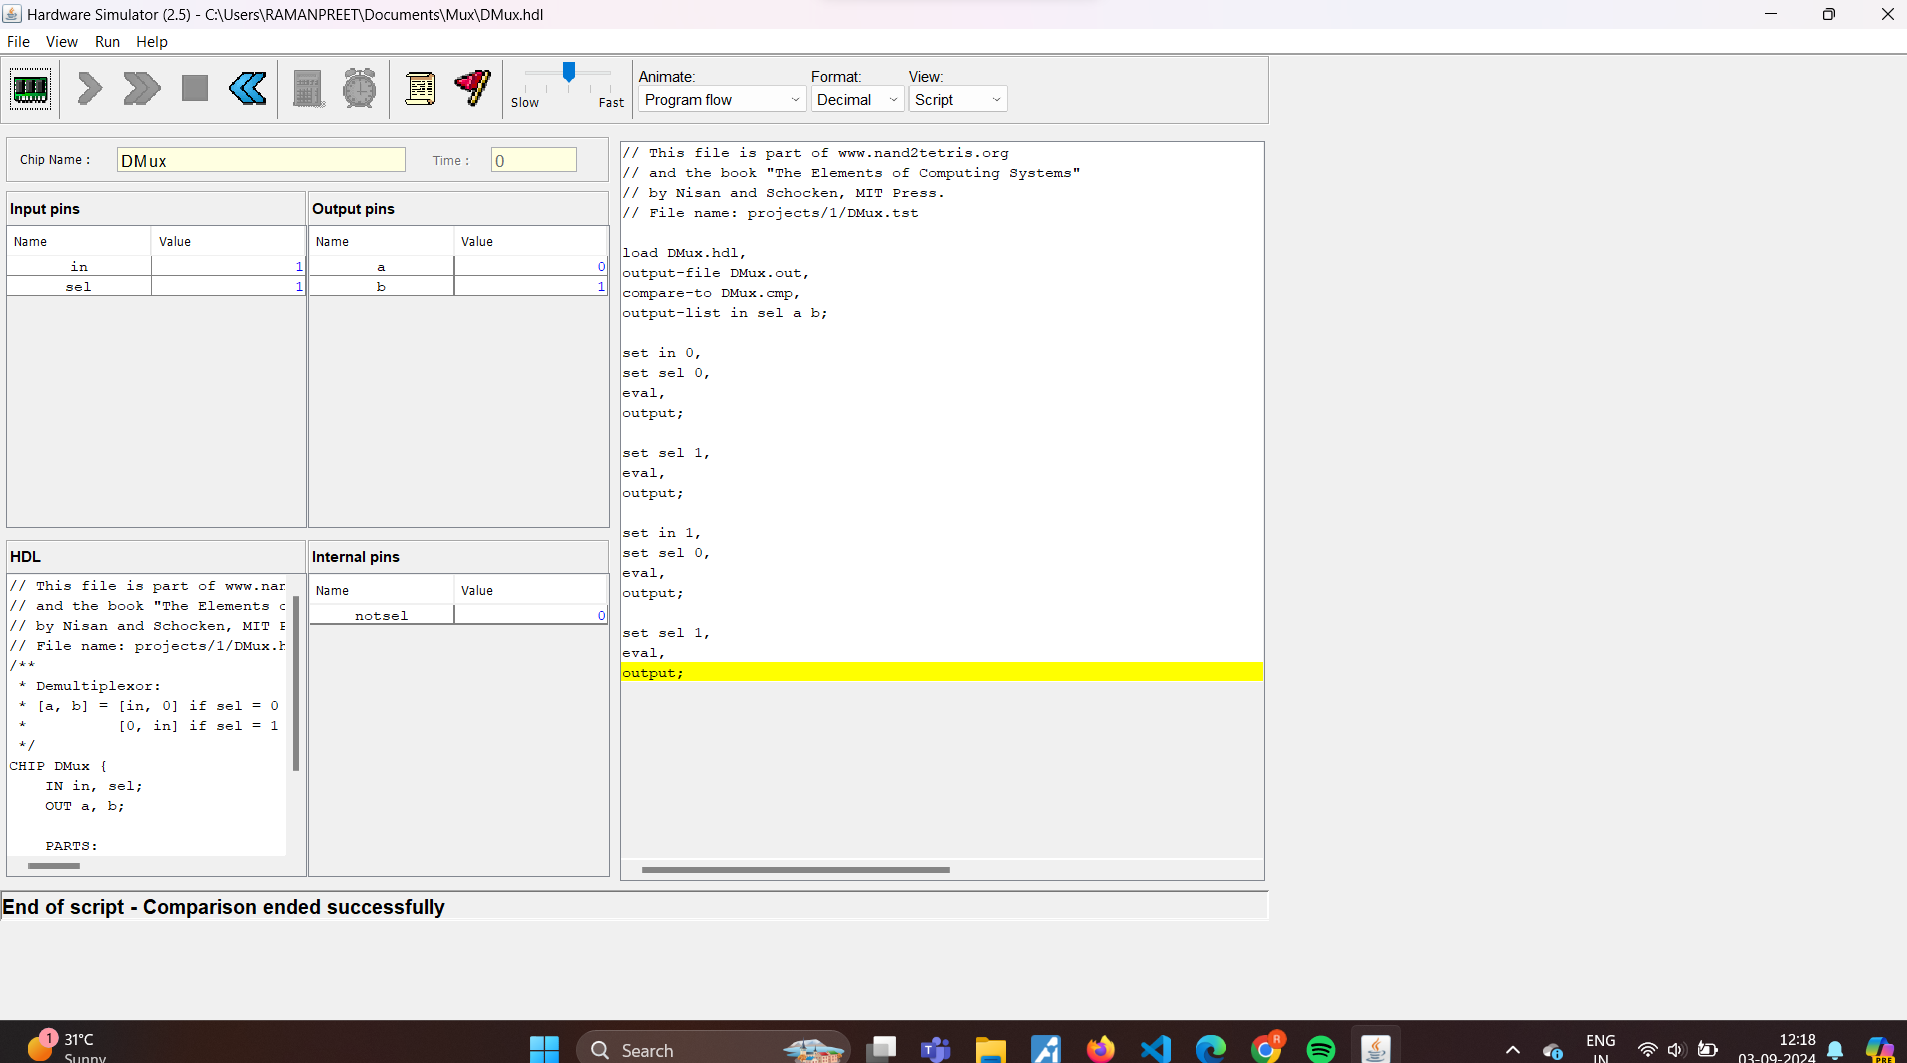 Hardware Simulator (2.5) - C:\Users\RAMANPREET\Documents\Mux\DMux.hdl
File View Run Help
Slow Fast
Animate: Format: View:
Program flow Decimal Script
Chip Name : DMux Time : 0
Input pins
Name Value
in 1
sel 1
Output pins
Name Value
a 0
b 1
HDL
// This file is part of www.nan
// and the book "The Elements o
// by Nisan and Schocken, MIT P
// File name: projects/1/DMux.h
/**
* Demultiplexor:
* [a, b] = [in, 0] if sel = 0
* [0, in] if sel = 1
*/
CHIP DMux {
IN in, sel;
OUT a, b;
PARTS:
Internal pins
Name Value
notsel 0
// This file is part of www.nand2tetris.org
// and the book "The Elements of Computing Systems"
// by Nisan and Schocken, MIT Press.
// File name: projects/1/DMux.tst
load DMux.hdl,
output-file DMux.out,
compare-to DMux.cmp,
output-list in sel a b;
set in 0,
set sel 0,
eval,
output;
set sel 1,
eval,
output;
set in 1,
set sel 0,
eval,
output;
set sel 1,
eval,
output;
End of script - Comparison ended successfully
1
31°C
Sunny
Search
R
ENG
IN
12:18
03-09-2024
PRE